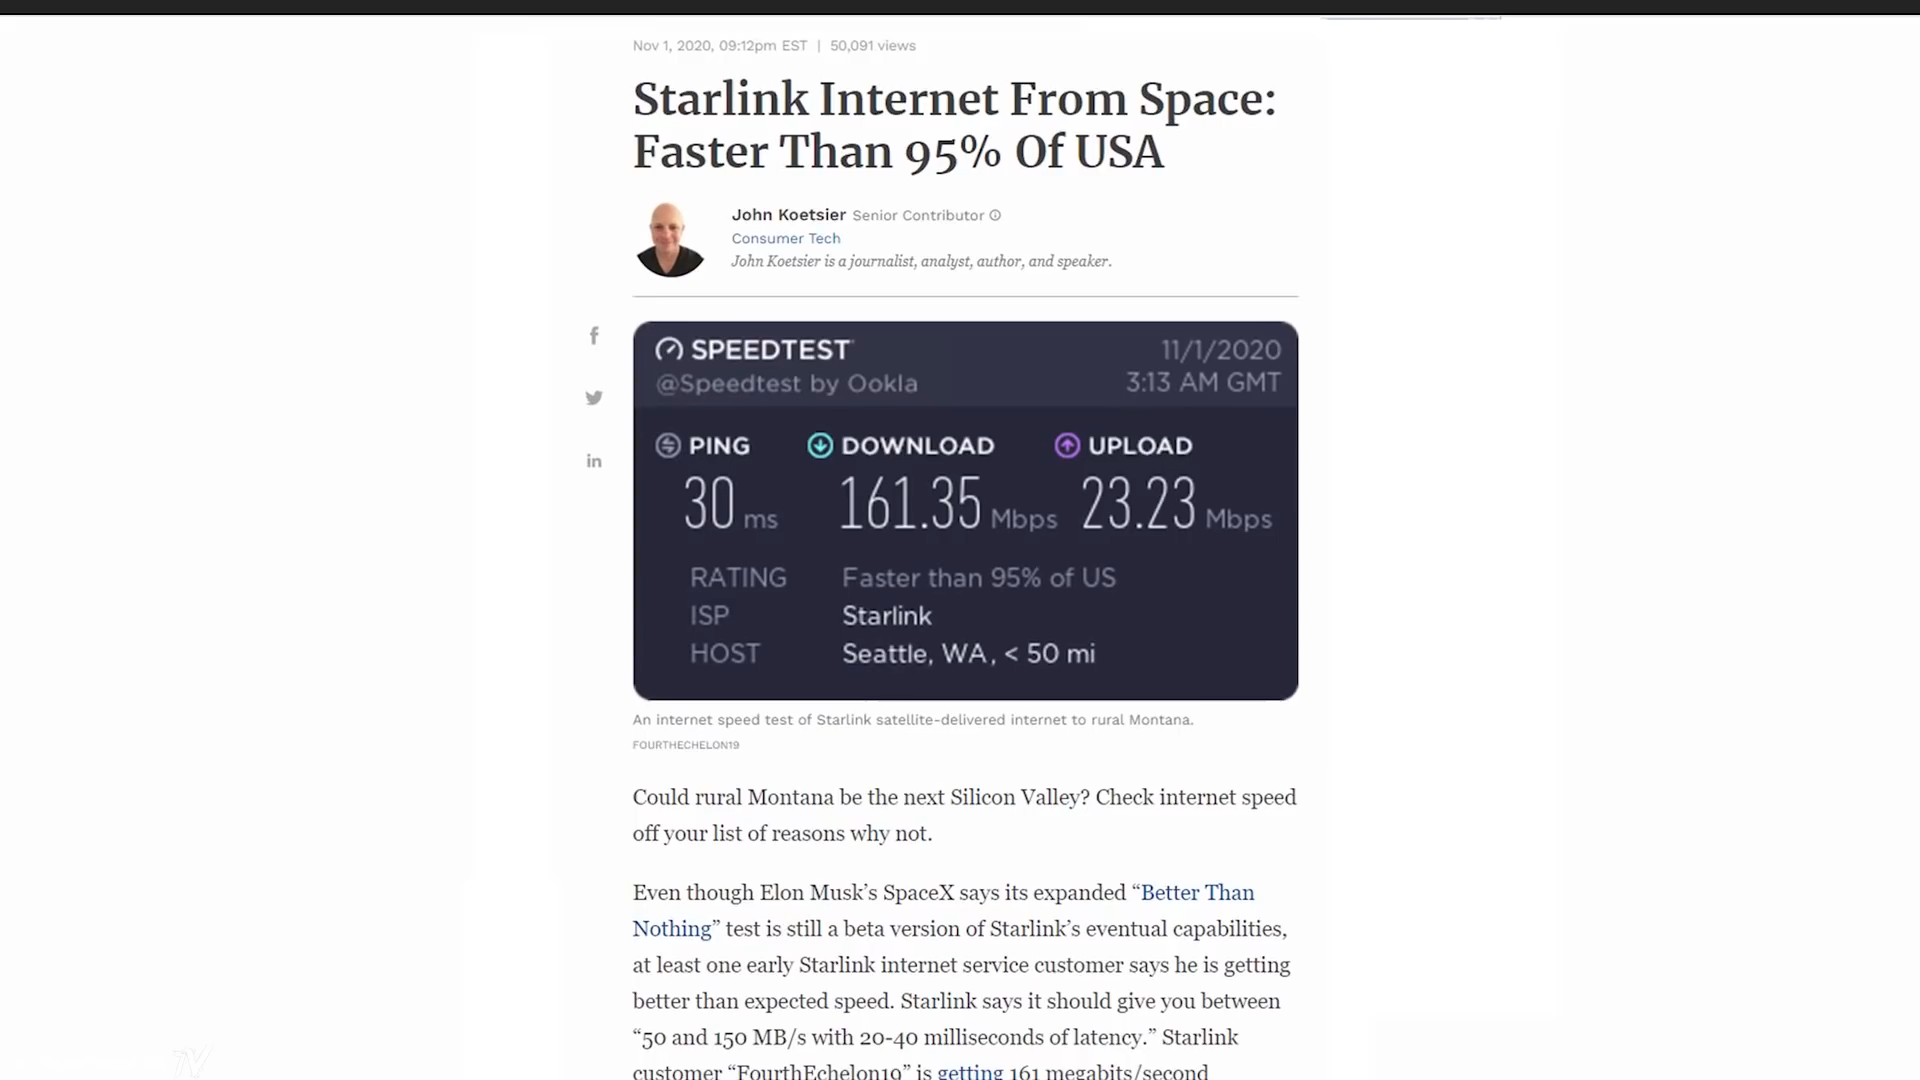 Nov 1, 2020, 09:12pm EST | 50,091 views
Starlink Internet From Space:
Faster Than 95% Of USA
John Koetsier Senior Contributor
Consumer Tech
John Koetsier is a journalist, analyst, author, and speaker.
SPEEDTEST 11/1/2020
@Speedtest by Ookla 3:13 AM GMT
PING DOWNLOAD UPLOAD
30 ms 161.35 Mbps 23.23 Mbps
RATING Faster than 95% of US
ISP Starlink
HOST Seattle, WA, < 50 mi
An internet speed test of Starlink satellite-delivered internet to rural Montana.
FOURTHECHELON19
Could rural Montana be the next Silicon Valley? Check internet speed
off your list of reasons why not.
Even though Elon Musk’s SpaceX says its expanded “Better Than
Nothing” test is still a beta version of Starlink’s eventual capabilities,
at least one early Starlink internet service customer says he is getting
better than expected speed. Starlink says it should give you between
“50 and 150 MB/s with 20-40 milliseconds of latency.” Starlink
customer “FourthEchelon19” is getting 161 megabits/second